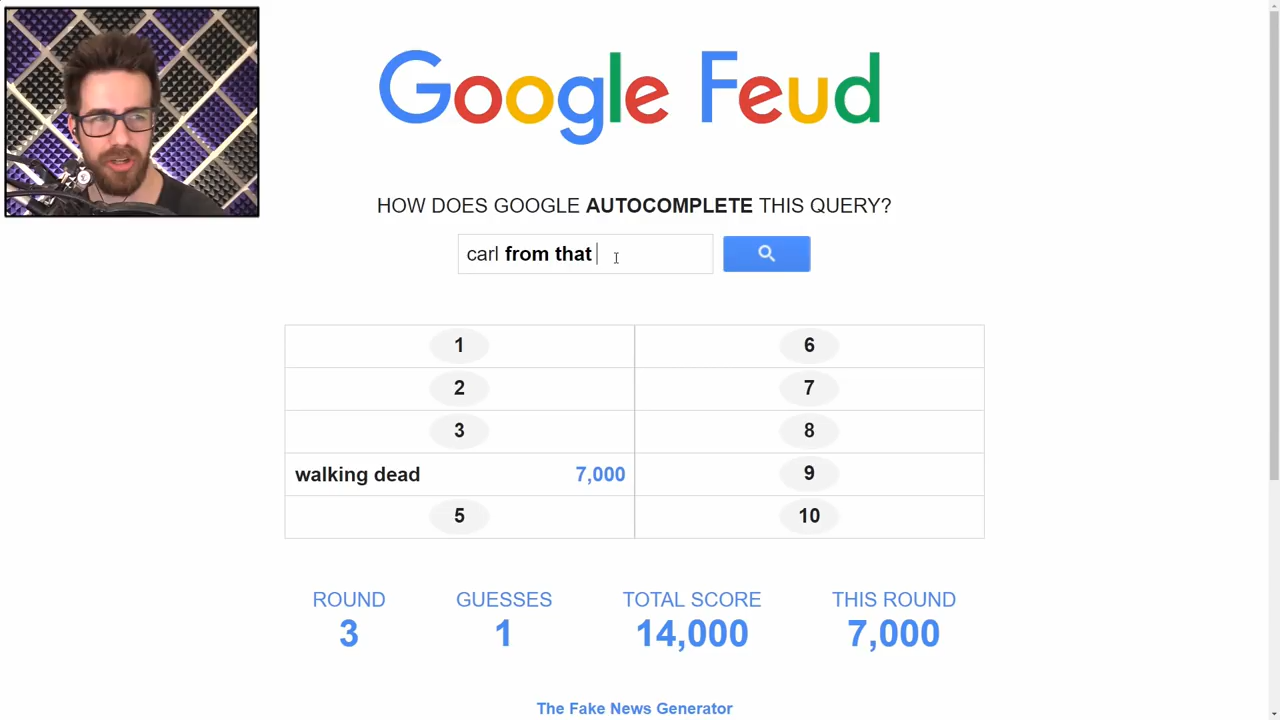 Google Feud
HOW DOES GOOGLE AUTOCOMPLETE THIS QUERY?
carl from that
1
2
3
walking dead 7,000
5
6
7
8
9
10
ROUND
3
GUESSES
1
TOTAL SCORE
14,000
THIS ROUND
7,000
The Fake News Generator